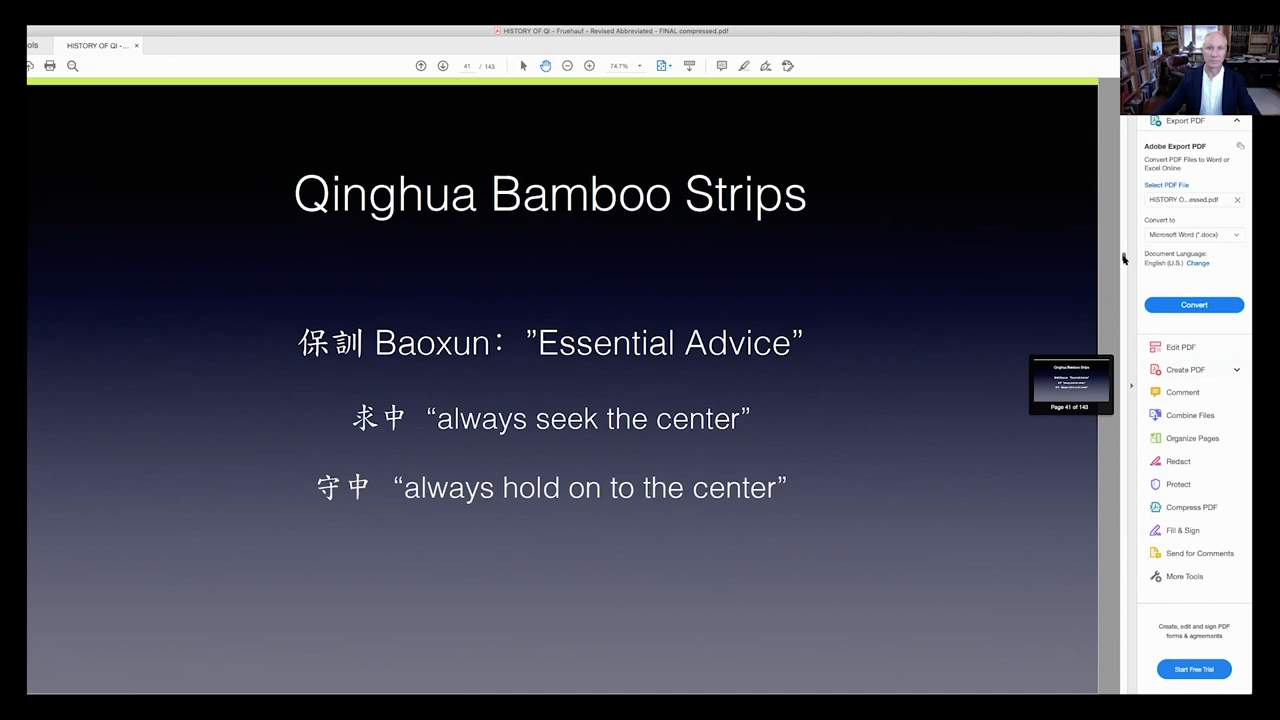 HISTORY OF QI - Fruehauf - Revised Abbreviated - FINAL compressed.pdf
ols
HISTORY OF QI -... ×
41 / 143
74.7%
Export PDF
Adobe Export PDF
Convert PDF Files to Word or
Excel Online
Select PDF File
HISTORY O...essed.pdf
Convert to
Microsoft Word (*.docx)
Document Language:
English (U.S.) Change
Convert
Edit PDF
Create PDF
Comment
Combine Files
Organize Pages
Redact
Protect
Compress PDF
Fill & Sign
Send for Comments
More Tools
Create, edit and sign PDF
forms & agreements
Start Free Trial
Qinghua Bamboo Strips
保訓 Baoxun： ”Essential Advice”
求中 “always seek the center”
守中 “always hold on to the center”
Qinghua Bamboo Strips
Page 41 of 143